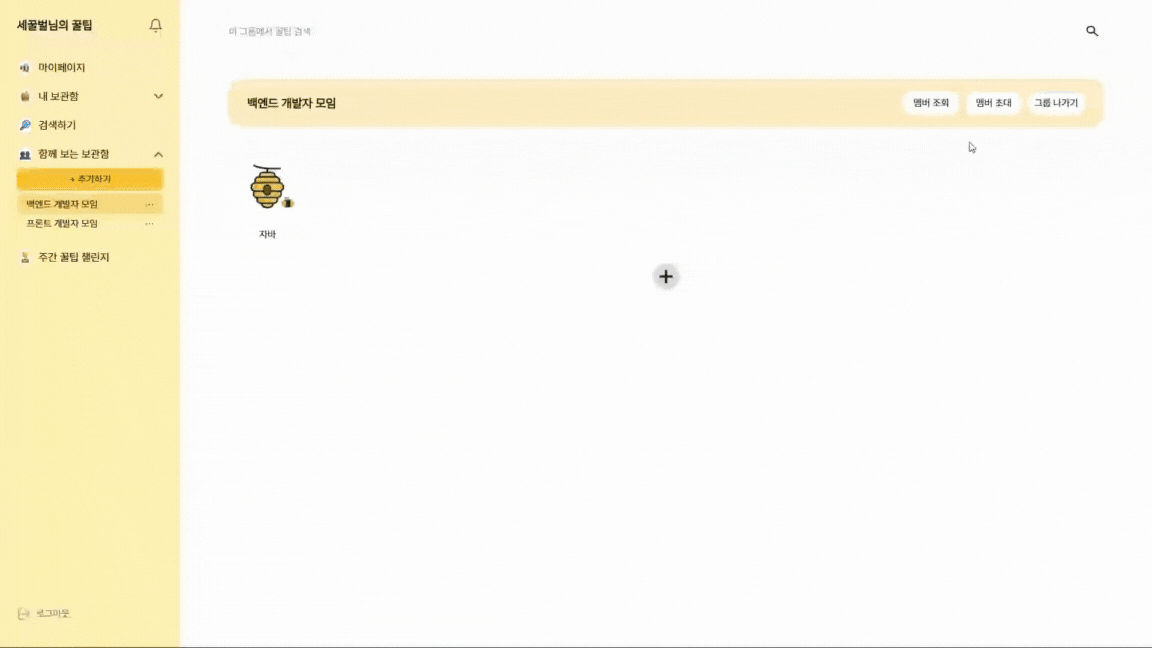 세꿀벌님의 꿀팁
마이페이지
내 보관함
검색하기
함께 보는 보관함
+ 추가하기
백엔드 개발자 모임
프론트 개발자 모임
주간 꿀팁 챌린지
로그아웃
이 그룹에서 꿀팁 검색
백엔드 개발자 모임
멤버 조회 멤버 초대 그룹 나가기
자바